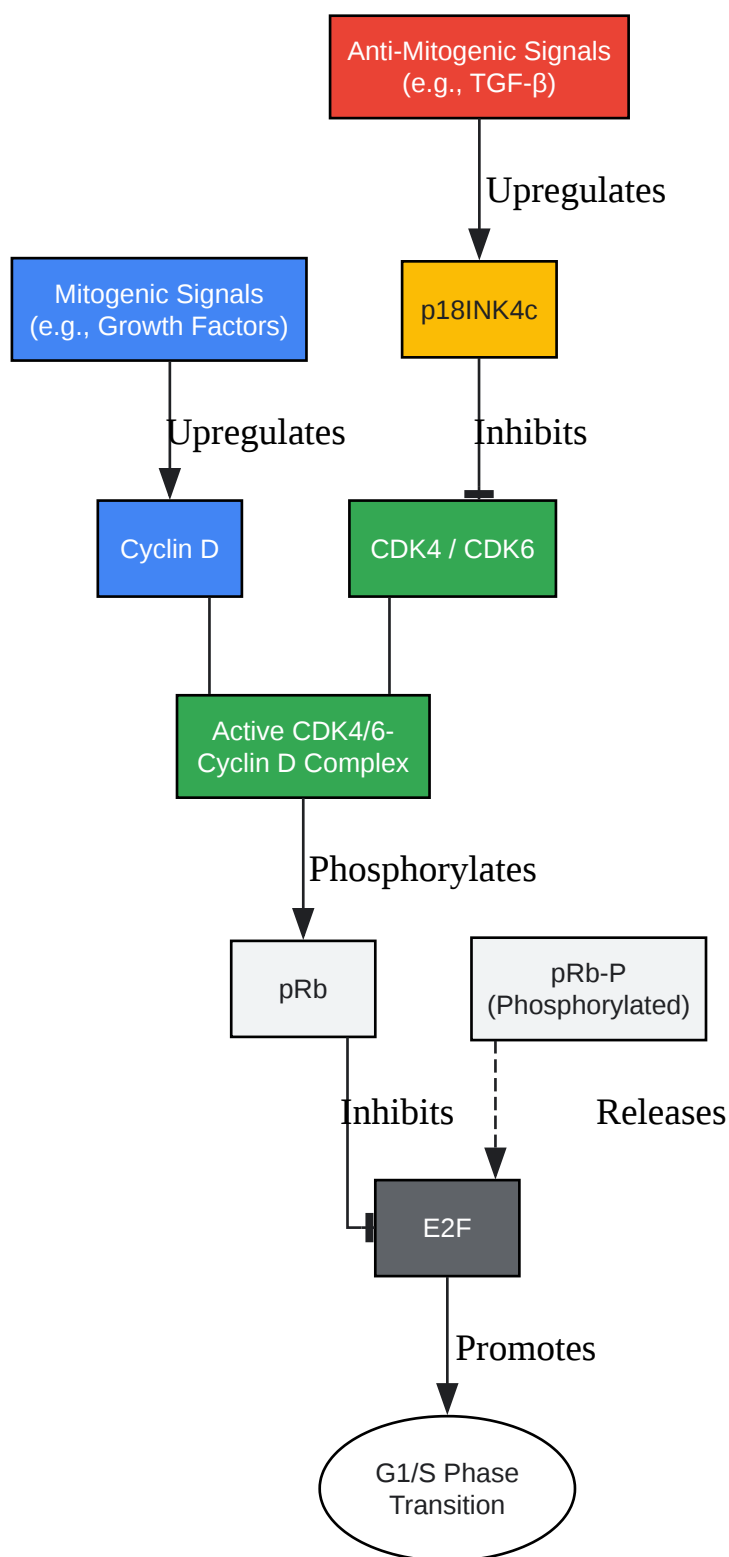 Anti-Mitogenic Signals
(e.g., TGF-β)
Upregulates
Mitogenic Signals
(e.g., Growth Factors)
p18INK4c
Upregulates
Inhibits
Cyclin D
CDK4 / CDK6
Active CDK4/6-
Cyclin D Complex
Phosphorylates
pRb
pRb-P
(Phosphorylated)
Inhibits
Releases
E2F
Promotes
G1/S Phase
Transition